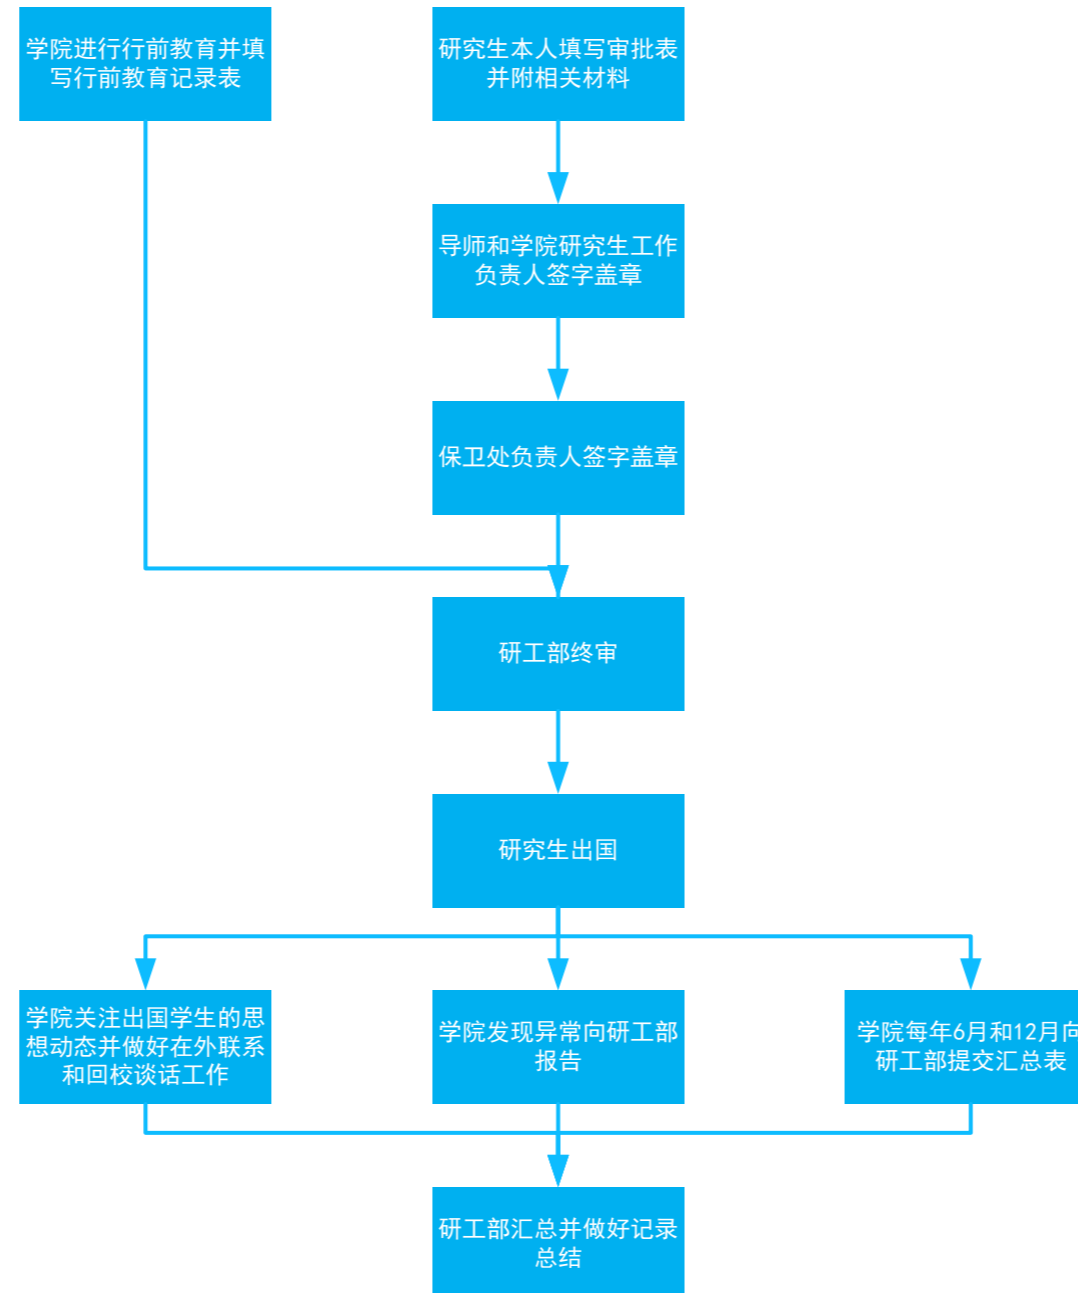 学院进行行前教育并填
写行前教育记录表
研究生本人填写审批表
并附相关材料
导师和学院研究生工作
负责人签字盖章
保卫处负责人签字盖章
研工部终审
研究生出国
学院关注出国学生的思
想动态并做好在外联系
和回校谈话工作
学院发现异常向研工部
报告
学院每年6月和12月向
研工部提交汇总表
研工部汇总并做好记录
总结